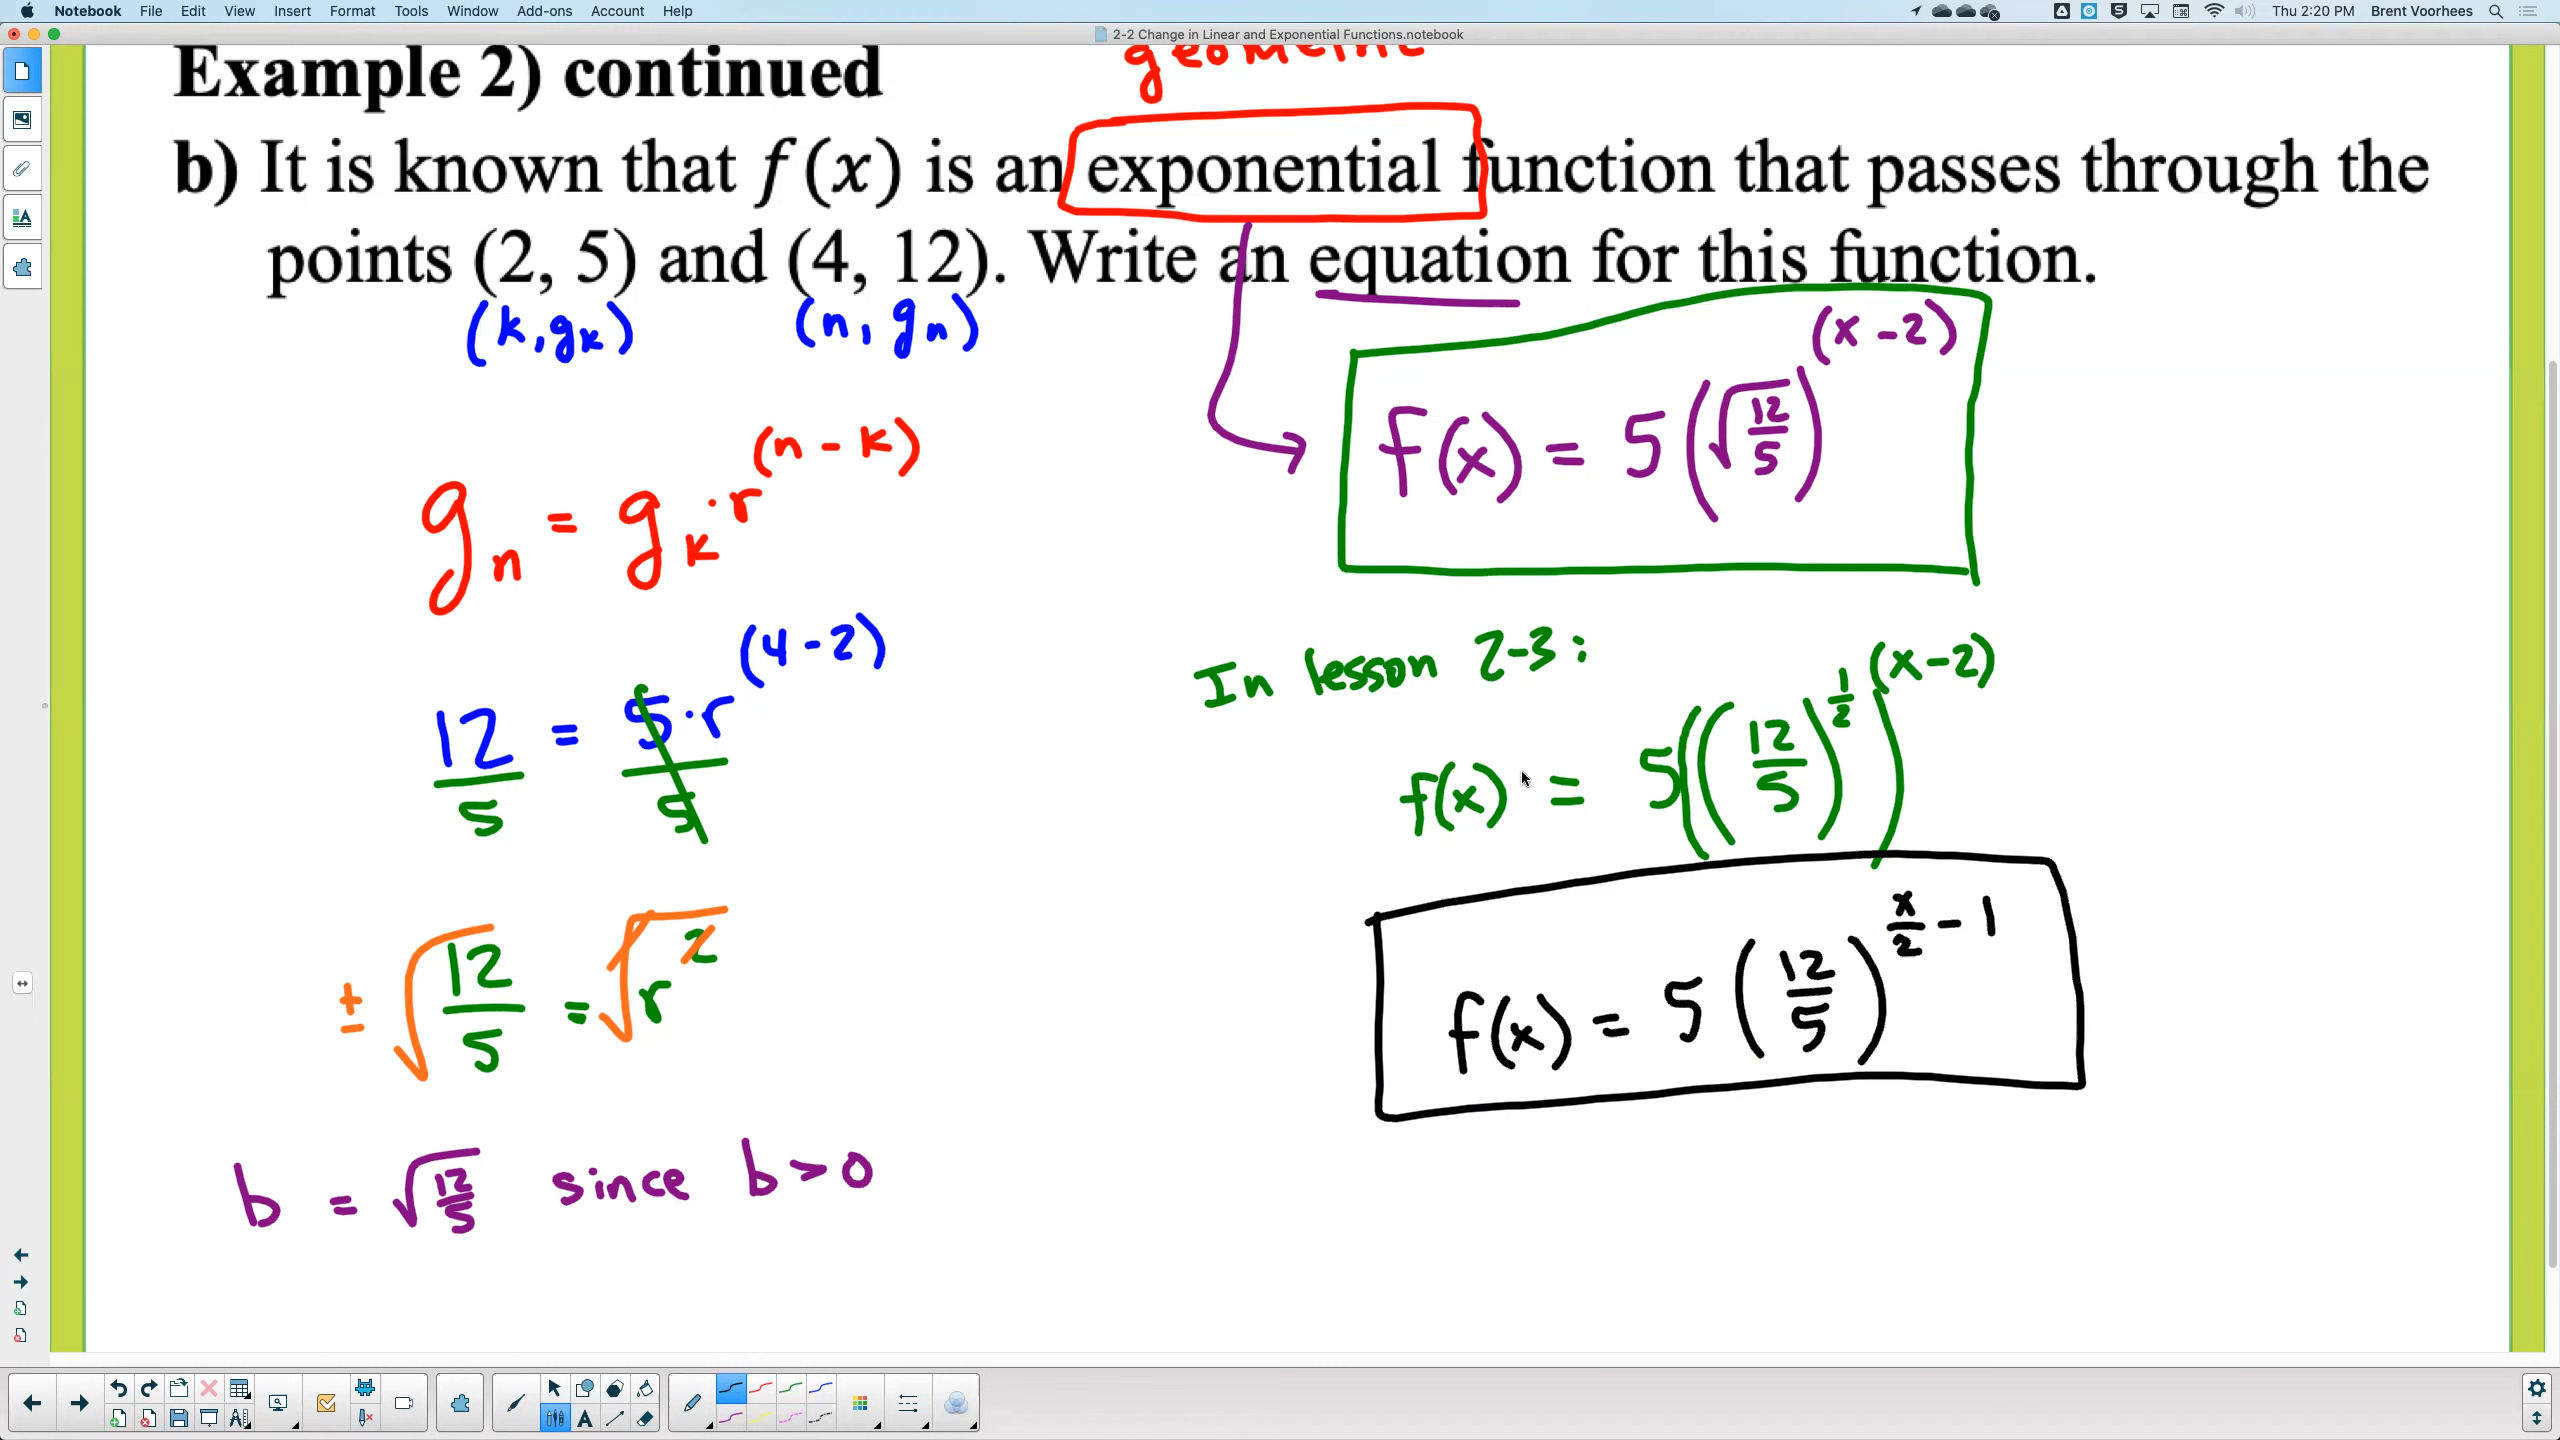 Notebook File Edit View Insert Format Tools Window Add-ons Account Help Thu 2:20 PM Brent Voorhees
2-2 Change in Linear and Exponential Functions.notebook
geometric
Example 2) continued
b) It is known that f(x) is an exponential function that passes through the
points (2, 5) and (4, 12). Write an equation for this function.
(k, gₖ) (n, gₙ)
f(x) = 5(√(12/5))^(x-2)
gₙ = gₖ · r^(n-k)
In lesson 2-3:
12/5 = 5·r^(4-2)/5
f(x) = 5((12/5)^(1/2))^(x-2)
± √(12/5) = √(r^2)
f(x) = 5(12/5)^(x/2 - 1)
b = √(12/5) since b > 0